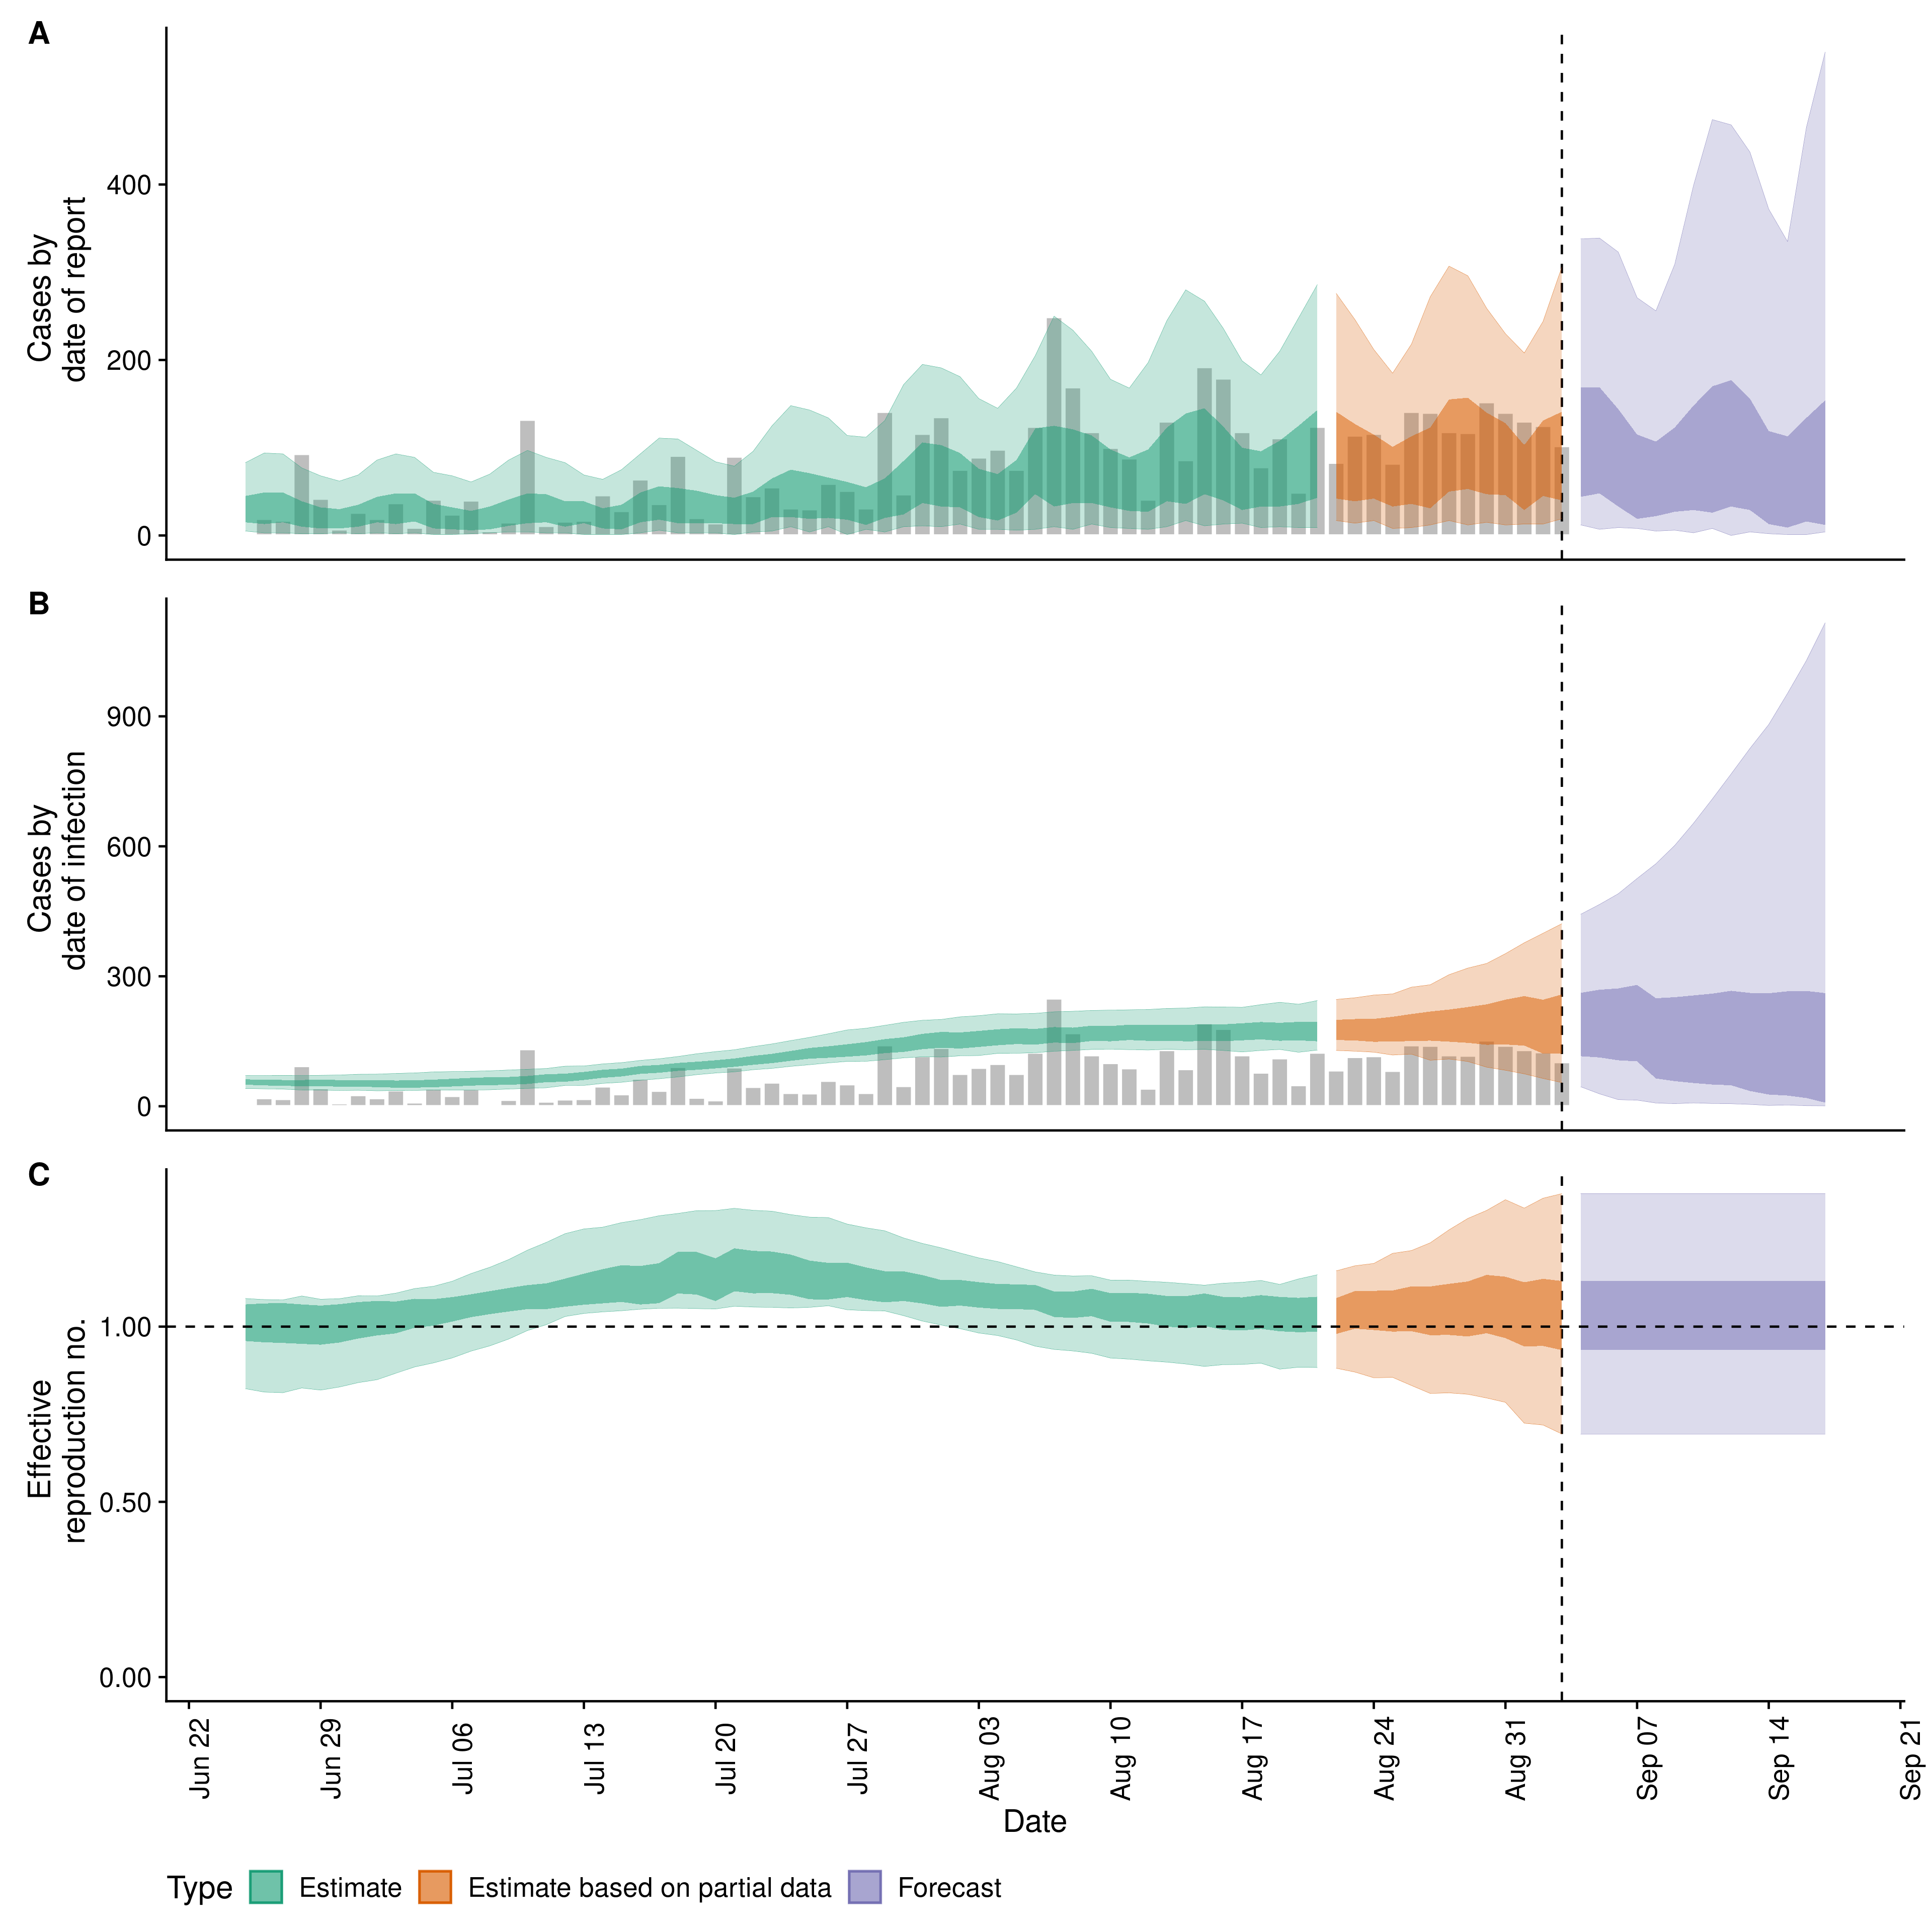 A
Cases by
date of report
400
200
0
B
Cases by
date of infection
900
600
300
0
C
Effective
reproduction no.
1.00
0.50
0.00
Jun 22
Jun 29
Jul 06
Jul 13
Jul 20
Jul 27
Aug 03
Aug 10
Aug 17
Aug 24
Aug 31
Sep 07
Sep 14
Sep 21
Date
Type Estimate Estimate based on partial data Forecast